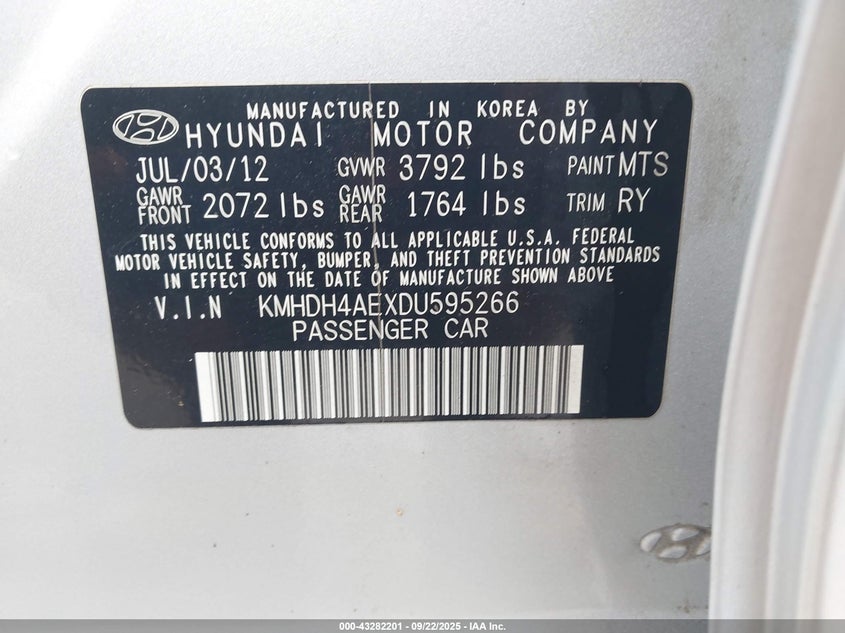 MANUFACTURED IN KOREA BY
HYUNDAI MOTOR COMPANY
JUL/03/12 GVWR 3792 lbs PAINT MTS
GAWR FRONT 2072 lbs GAWR REAR 1764 lbs TRIM RY
THIS VEHICLE CONFORMS TO ALL APPLICABLE U.S.A. FEDERAL
MOTOR VEHICLE SAFETY, BUMPER, AND THEFT PREVENTION STANDARDS
IN EFFECT ON THE DATE OF MANUFACTURE SHOWN ABOVE
V.I.N KMHDH4AEXDU595266
PASSENGER CAR
000-43282201 - 09/22/2025 - IAA Inc.